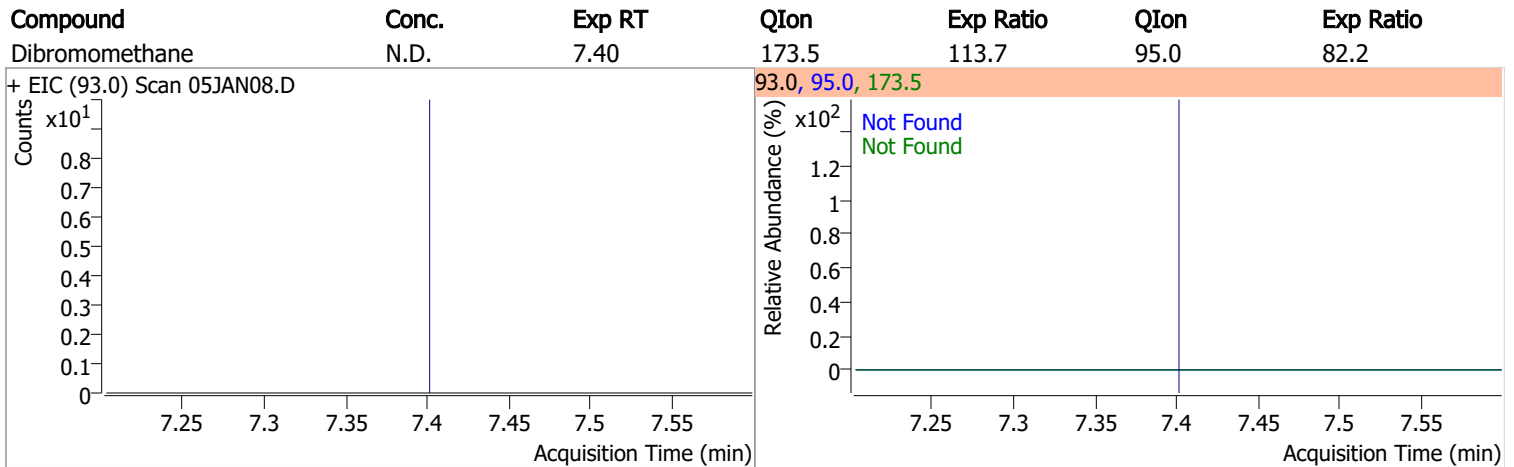 Compound Conc. Exp RT QIon Exp Ratio QIon Exp Ratio
Dibromomethane N.D. 7.40 173.5 113.7 95.0 82.2
+ EIC (93.0) Scan 05JAN08.D
Counts
x10¹
0.8
0.7
0.6
0.5
0.4
0.3
0.2
0.1
0
7.25 7.3 7.35 7.4 7.45 7.5 7.55
Acquisition Time (min)
93.0, 95.0, 173.5
Relative Abundance (%)
x10²
Not Found
Not Found
1.2
1
0.8
0.6
0.4
0.2
0
7.25 7.3 7.35 7.4 7.45 7.5 7.55
Acquisition Time (min)